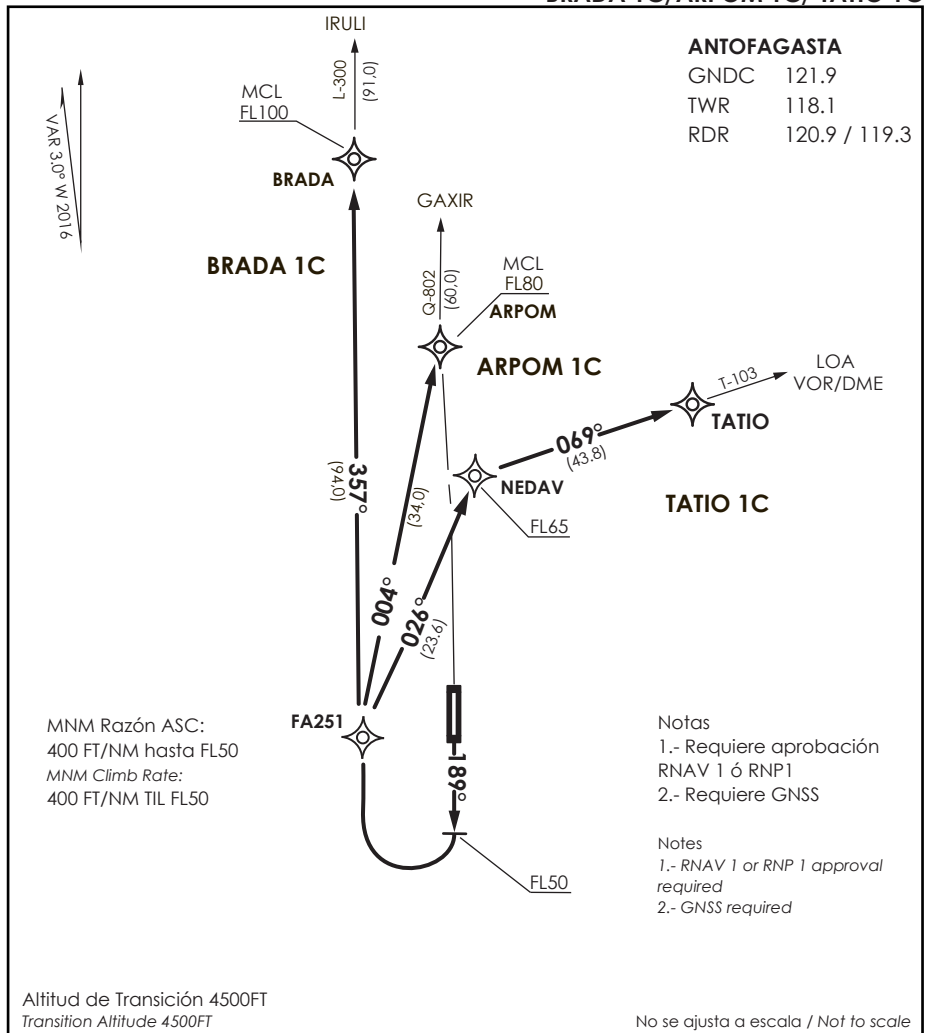 BRADA 1C/ARPOM 1C/ TATIO 1C
IRULI
L-300
(91,0)
MCL
FL100
BRADA
VAR 3.0° W 2016
ANTOFAGASTA
GNDC 121.9
TWR 118.1
RDR 120.9 / 119.3
GAXIR
BRADA 1C
Q-802
(60,0)
MCL
FL80
ARPOM
ARPOM 1C
LOA
VOR/DME
T-103
TATIO
069°
(43.8)
NEDAV
TATIO 1C
FL65
357°
(94,0)
(34,0)
004°
026°
(23.6)
FA251
189°
FL50
MNM Razón ASC:
400 FT/NM hasta FL50
MNM Climb Rate:
400 FT/NM TIL FL50
Notas
1.- Requiere aprobación
RNAV 1 ó RNP1
2.- Requiere GNSS
Notes
1.- RNAV 1 or RNP 1 approval
required
2.- GNSS required
Altitud de Transición 4500FT
Transition Altitude 4500FT
No se ajusta a escala / Not to scale